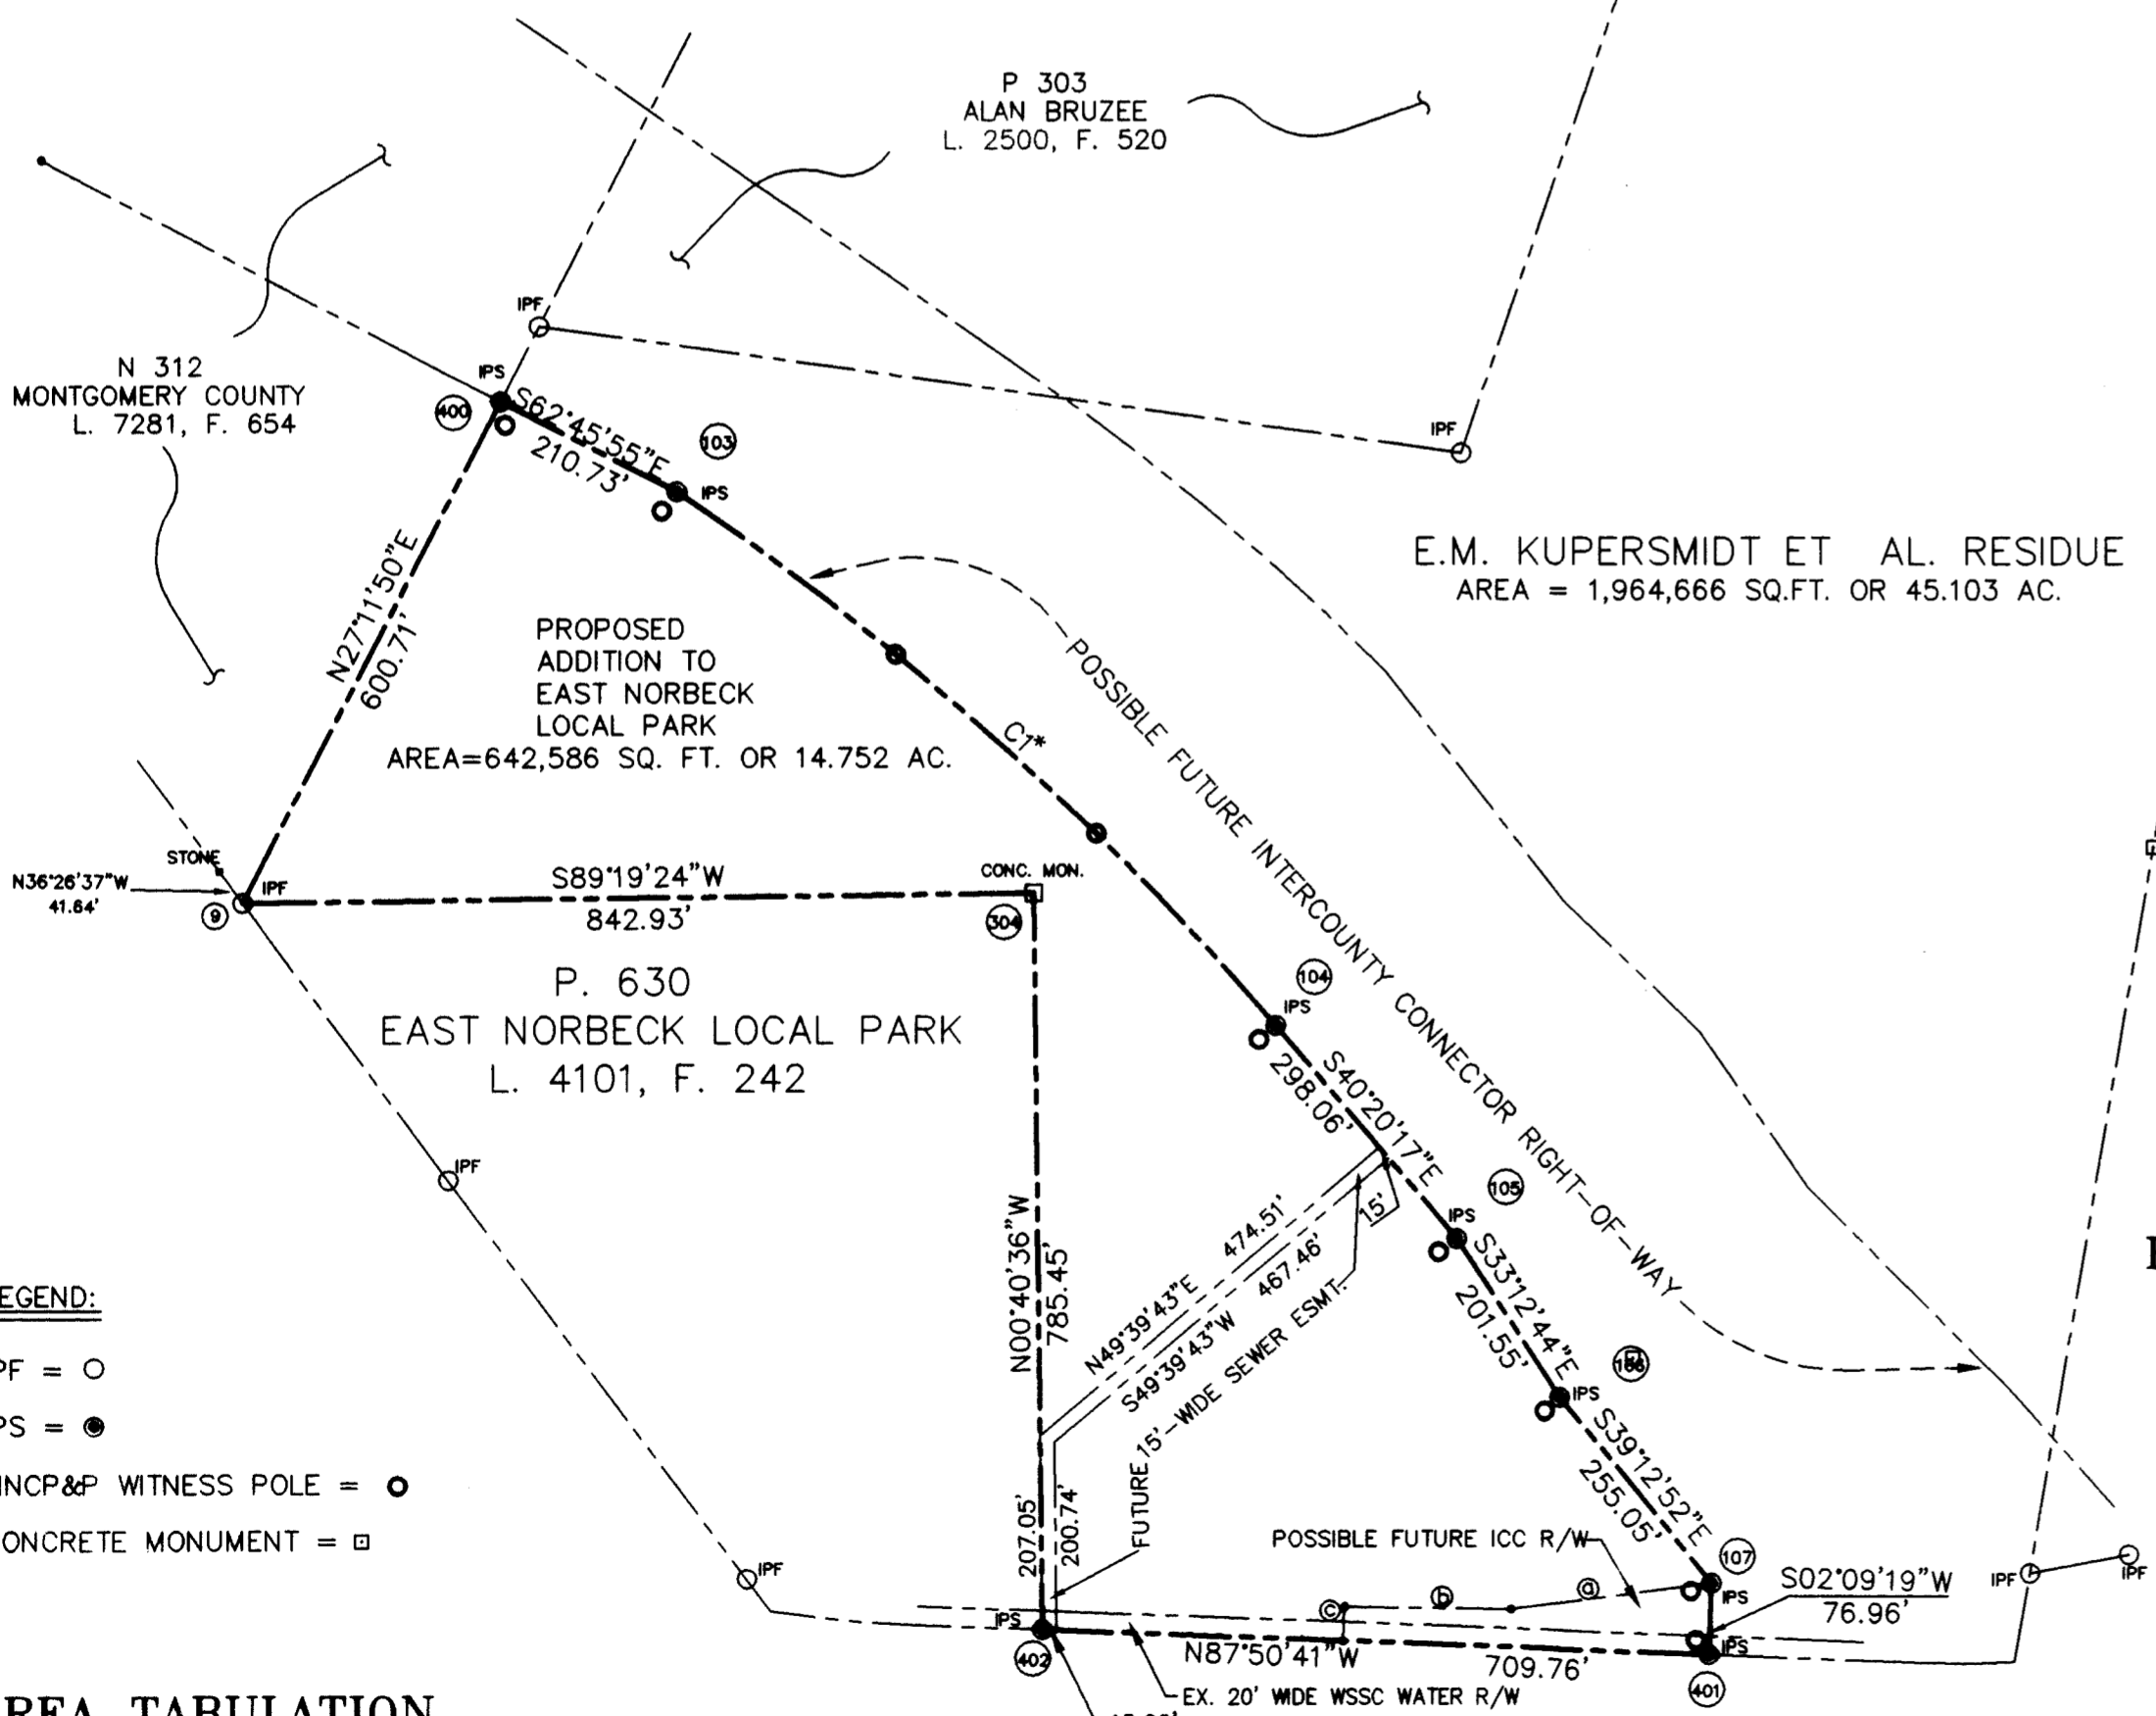 P 303
ALAN BRUZEE
L. 2500, F. 520
IPF
N 312
MONTGOMERY COUNTY
L. 7281, F. 654
IPS
400
S62°45'55"E
210.73'
103
IPS
IPF
E.M. KUPERSMIDT ET AL. RESIDUE
AREA = 1,964,666 SQ.FT. OR 45.103 AC.
N27°11'50"E
600.71'
PROPOSED
ADDITION TO
EAST NORBECK
LOCAL PARK
AREA=642,586 SQ. FT. OR 14.752 AC.
C1*
POSSIBLE FUTURE INTERCOUNTY CONNECTOR RIGHT-OF-WAY
STONE
N36°26'37"W
41.64'
IPF
9
S89°19'24"W
842.93'
CONC. MON.
304
P. 630
EAST NORBECK LOCAL PARK
L. 4101, F. 242
104
IPS
S40°20'17"E
298.06'
IPF
105
IPS
15'
N00°40'36"W
785.45'
474.51'
N49°39'43"E
467.46'
S49°39'43"W
FUTURE 15'-WIDE SEWER ESMT.
S33°12'44"E
201.55'
EGEND:
PF =
PS =
NCP&P WITNESS POLE =
ONCRETE MONUMENT =
IPS
S39°12'52"E
255.05'
207.05'
200.74'
POSSIBLE FUTURE ICC R/W
107
IPS
S02°09'19"W
76.96'
IPF
IPF
IPF
a
b
c
IPS
402
N87°50'41"W
709.76'
IPS
401
EX. 20' WIDE WSSC WATER R/W
REA TABULATION